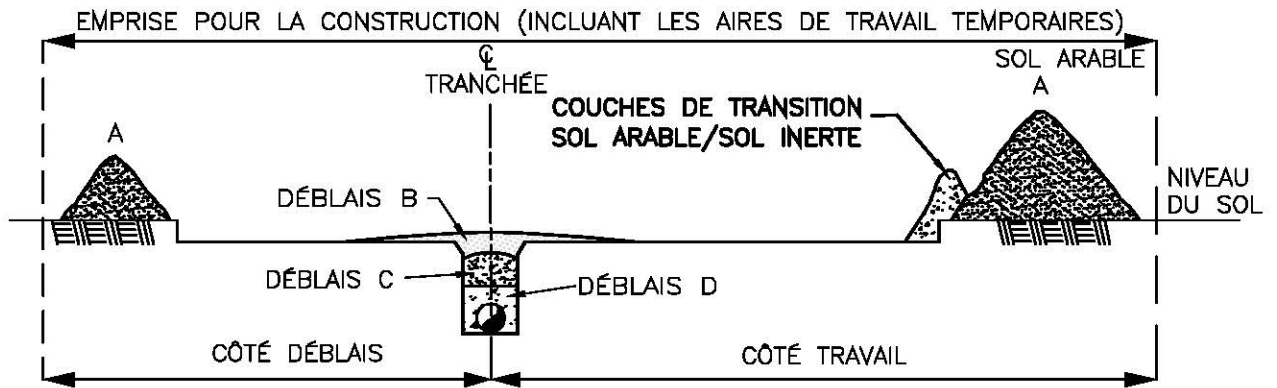 EMPRISE POUR LA CONSTRUCTION (INCLUANT LES AIRES DE TRAVAIL TEMPORAIRES)
℄
TRANCHÉE
SOL ARABLE
A
COUCHES DE TRANSITION
SOL ARABLE/SOL INERTE
A
NIVEAU
DU SOL
DÉBLAIS B
DÉBLAIS C
DÉBLAIS D
CÔTÉ DÉBLAIS
CÔTÉ TRAVAIL